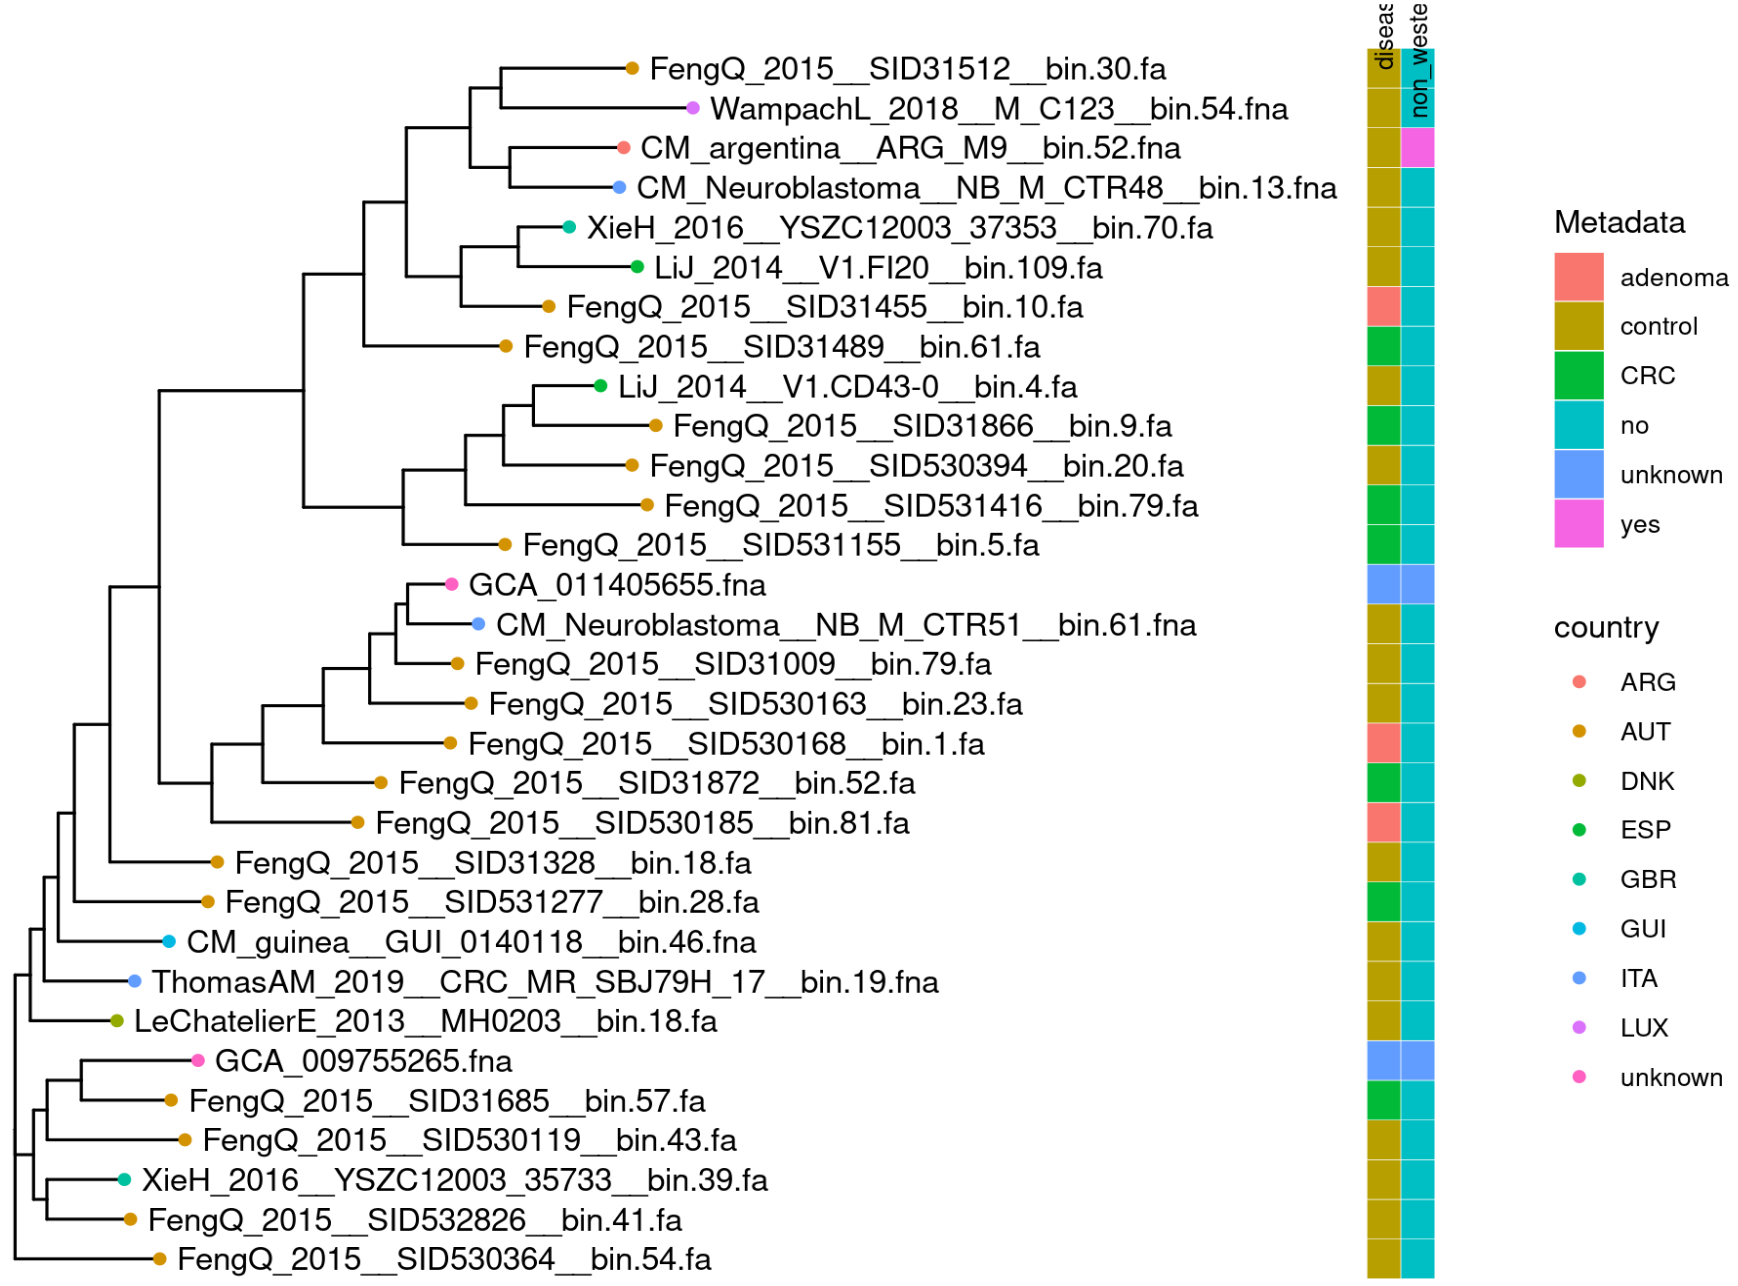 diseas
non_weste
FengQ_2015__SID31512__bin.30.fa
WampachL_2018__M_C123__bin.54.fna
CM_argentina__ARG_M9__bin.52.fna
CM_Neuroblastoma__NB_M_CTR48__bin.13.fna
XieH_2016__YSZC12003_37353__bin.70.fa
LiJ_2014__V1.FI20__bin.109.fa
FengQ_2015__SID31455__bin.10.fa
FengQ_2015__SID31489__bin.61.fa
LiJ_2014__V1.CD43-0__bin.4.fa
FengQ_2015__SID31866__bin.9.fa
FengQ_2015__SID530394__bin.20.fa
FengQ_2015__SID531416__bin.79.fa
FengQ_2015__SID531155__bin.5.fa
GCA_011405655.fna
CM_Neuroblastoma__NB_M_CTR51__bin.61.fna
FengQ_2015__SID31009__bin.79.fa
FengQ_2015__SID530163__bin.23.fa
FengQ_2015__SID530168__bin.1.fa
FengQ_2015__SID31872__bin.52.fa
FengQ_2015__SID530185__bin.81.fa
FengQ_2015__SID31328__bin.18.fa
FengQ_2015__SID531277__bin.28.fa
CM_guinea__GUI_0140118__bin.46.fna
ThomasAM_2019__CRC_MR_SBJ79H_17__bin.19.fna
LeChatelierE_2013__MH0203__bin.18.fa
GCA_009755265.fna
FengQ_2015__SID31685__bin.57.fa
FengQ_2015__SID530119__bin.43.fa
XieH_2016__YSZC12003_35733__bin.39.fa
FengQ_2015__SID532826__bin.41.fa
FengQ_2015__SID530364__bin.54.fa
Metadata
adenoma
control
CRC
no
unknown
yes
country
ARG
AUT
DNK
ESP
GBR
GUI
ITA
LUX
unknown